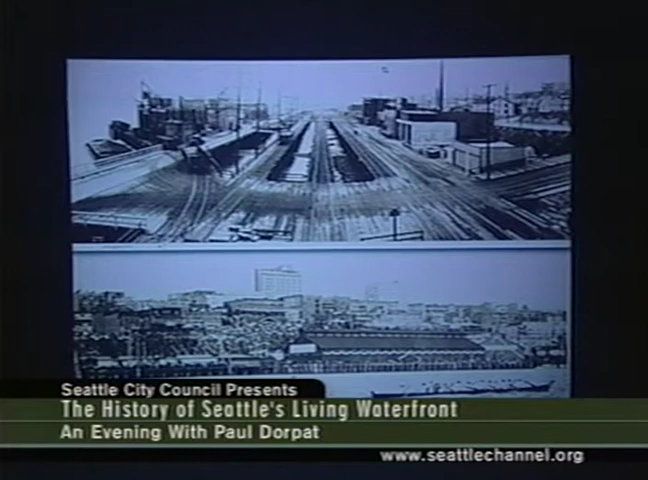 Seattle City Council Presents
The History of Seattle's Living Waterfront
An Evening With Paul Dorpat
www.seattlechannel.org